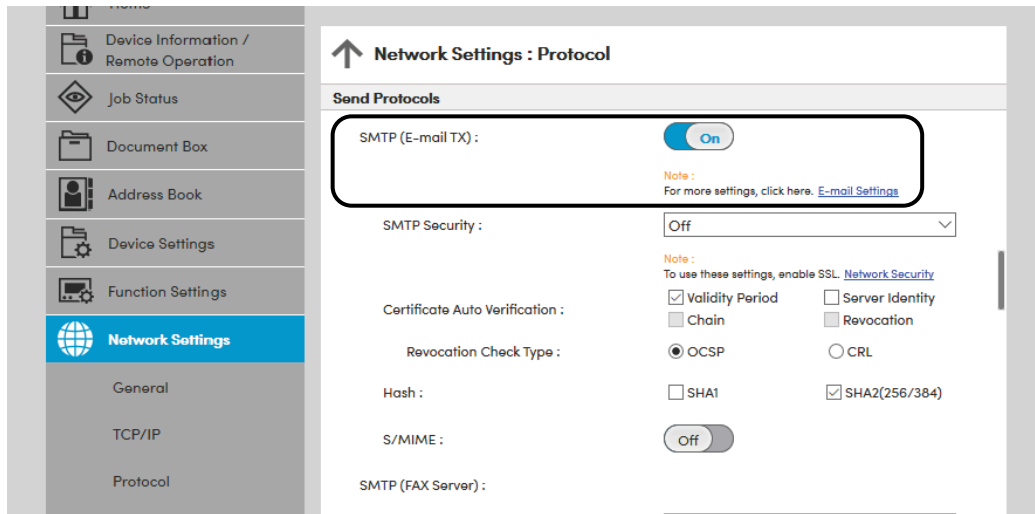 Home
Device Information /
Remote Operation
Job Status
Document Box
Address Book
Device Settings
Function Settings
Network Settings
General
TCP/IP
Protocol
Network Settings : Protocol
Send Protocols
SMTP (E-mail TX) :
On
Note :
For more settings, click here. E-mail Settings
SMTP Security :
Off
Note :
To use these settings, enable SSL. Network Security
Certificate Auto Verification :
Validity Period
Server Identity
Chain
Revocation
Revocation Check Type :
OCSP
CRL
Hash :
SHA1
SHA2(256/384)
S/MIME :
Off
SMTP (FAX Server) :